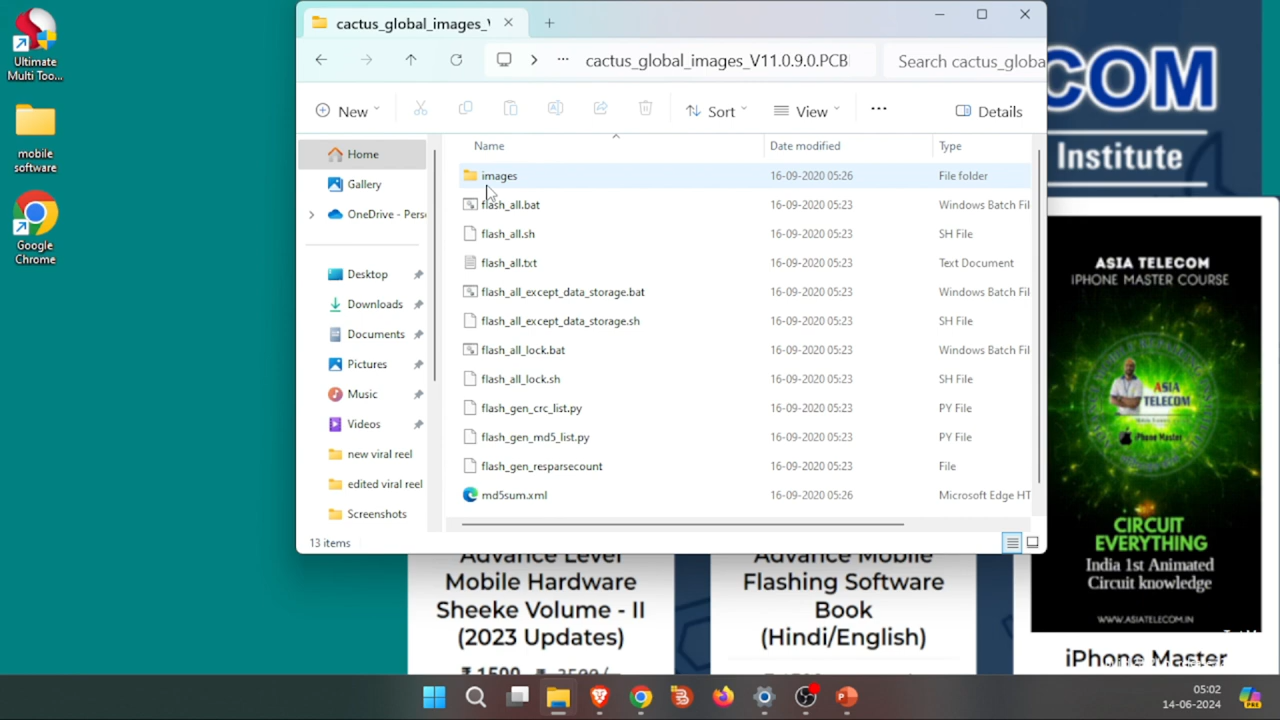 Ultimate
Multi Too...
mobile
software
Google
Chrome
cactus_global_images_V
cactus_global_images_V11.0.9.0.PCB
Search cactus_globa
New
Sort
View
Details
Home
Gallery
OneDrive - Pers
Desktop
Downloads
Documents
Pictures
Music
Videos
new viral reel
edited viral reel
Screenshots
Name Date modified Type
images 16-09-2020 05:26 File folder
flash_all.bat 16-09-2020 05:23 Windows Batch Fil
flash_all.sh 16-09-2020 05:23 SH File
flash_all.txt 16-09-2020 05:23 Text Document
flash_all_except_data_storage.bat 16-09-2020 05:23 Windows Batch Fil
flash_all_except_data_storage.sh 16-09-2020 05:23 SH File
flash_all_lock.bat 16-09-2020 05:23 Windows Batch Fil
flash_all_lock.sh 16-09-2020 05:23 SH File
flash_gen_crc_list.py 16-09-2020 05:23 PY File
flash_gen_md5_list.py 16-09-2020 05:23 PY File
flash_gen_resparsecount 16-09-2020 05:23 File
md5sum.xml 16-09-2020 05:26 Microsoft Edge HT
13 items
COM
Institute
ASIA TELECOM
iPHONE MASTER COURSE
ASIA
TELECOM
iPhone Master
CIRCUIT
EVERYTHING
India 1st Animated
Circuit knowledge
WWW.ASIATELECOM.IN
iPhone Master
Advance Level
Mobile Hardware
Sheeke Volume - II
(2023 Updates)
Advance Mobile
Flashing Software
Book
(Hindi/English)
05:02
14-06-2024
PRE